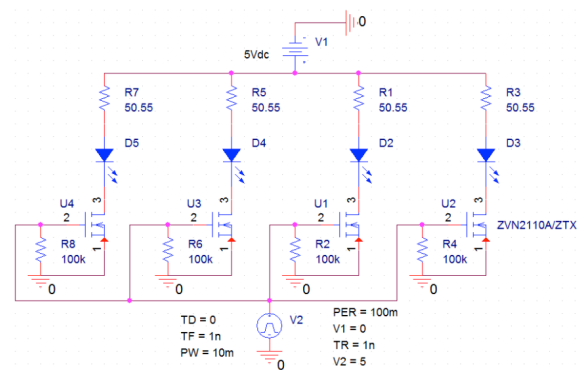 0
V1
5Vdc
R7
50.55
R5
50.55
R1
50.55
R3
50.55
D5
D4
D2
D3
U4
3
2
1
U3
3
2
1
U1
3
2
1
U2
3
2
1
ZVN2110A/ZTX
R8
100k
R6
100k
R2
100k
R4
100k
0
0
0
0
TD = 0
TF = 1n
PW = 10m
V2
PER = 100m
V1 = 0
TR = 1n
V2 = 5
0